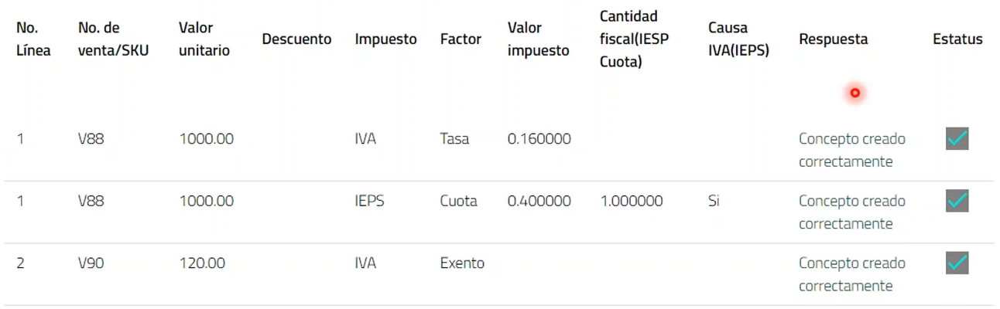 No. Línea No. de venta/SKU Valor unitario Descuento Impuesto Factor Valor impuesto Cantidad fiscal(IESP Cuota) Causa IVA(IEPS) Respuesta Estatus
1 V88 1000.00 IVA Tasa 0.160000 Concepto creado correctamente
1 V88 1000.00 IEPS Cuota 0.400000 1.000000 Si Concepto creado correctamente
2 V90 120.00 IVA Exento Concepto creado correctamente